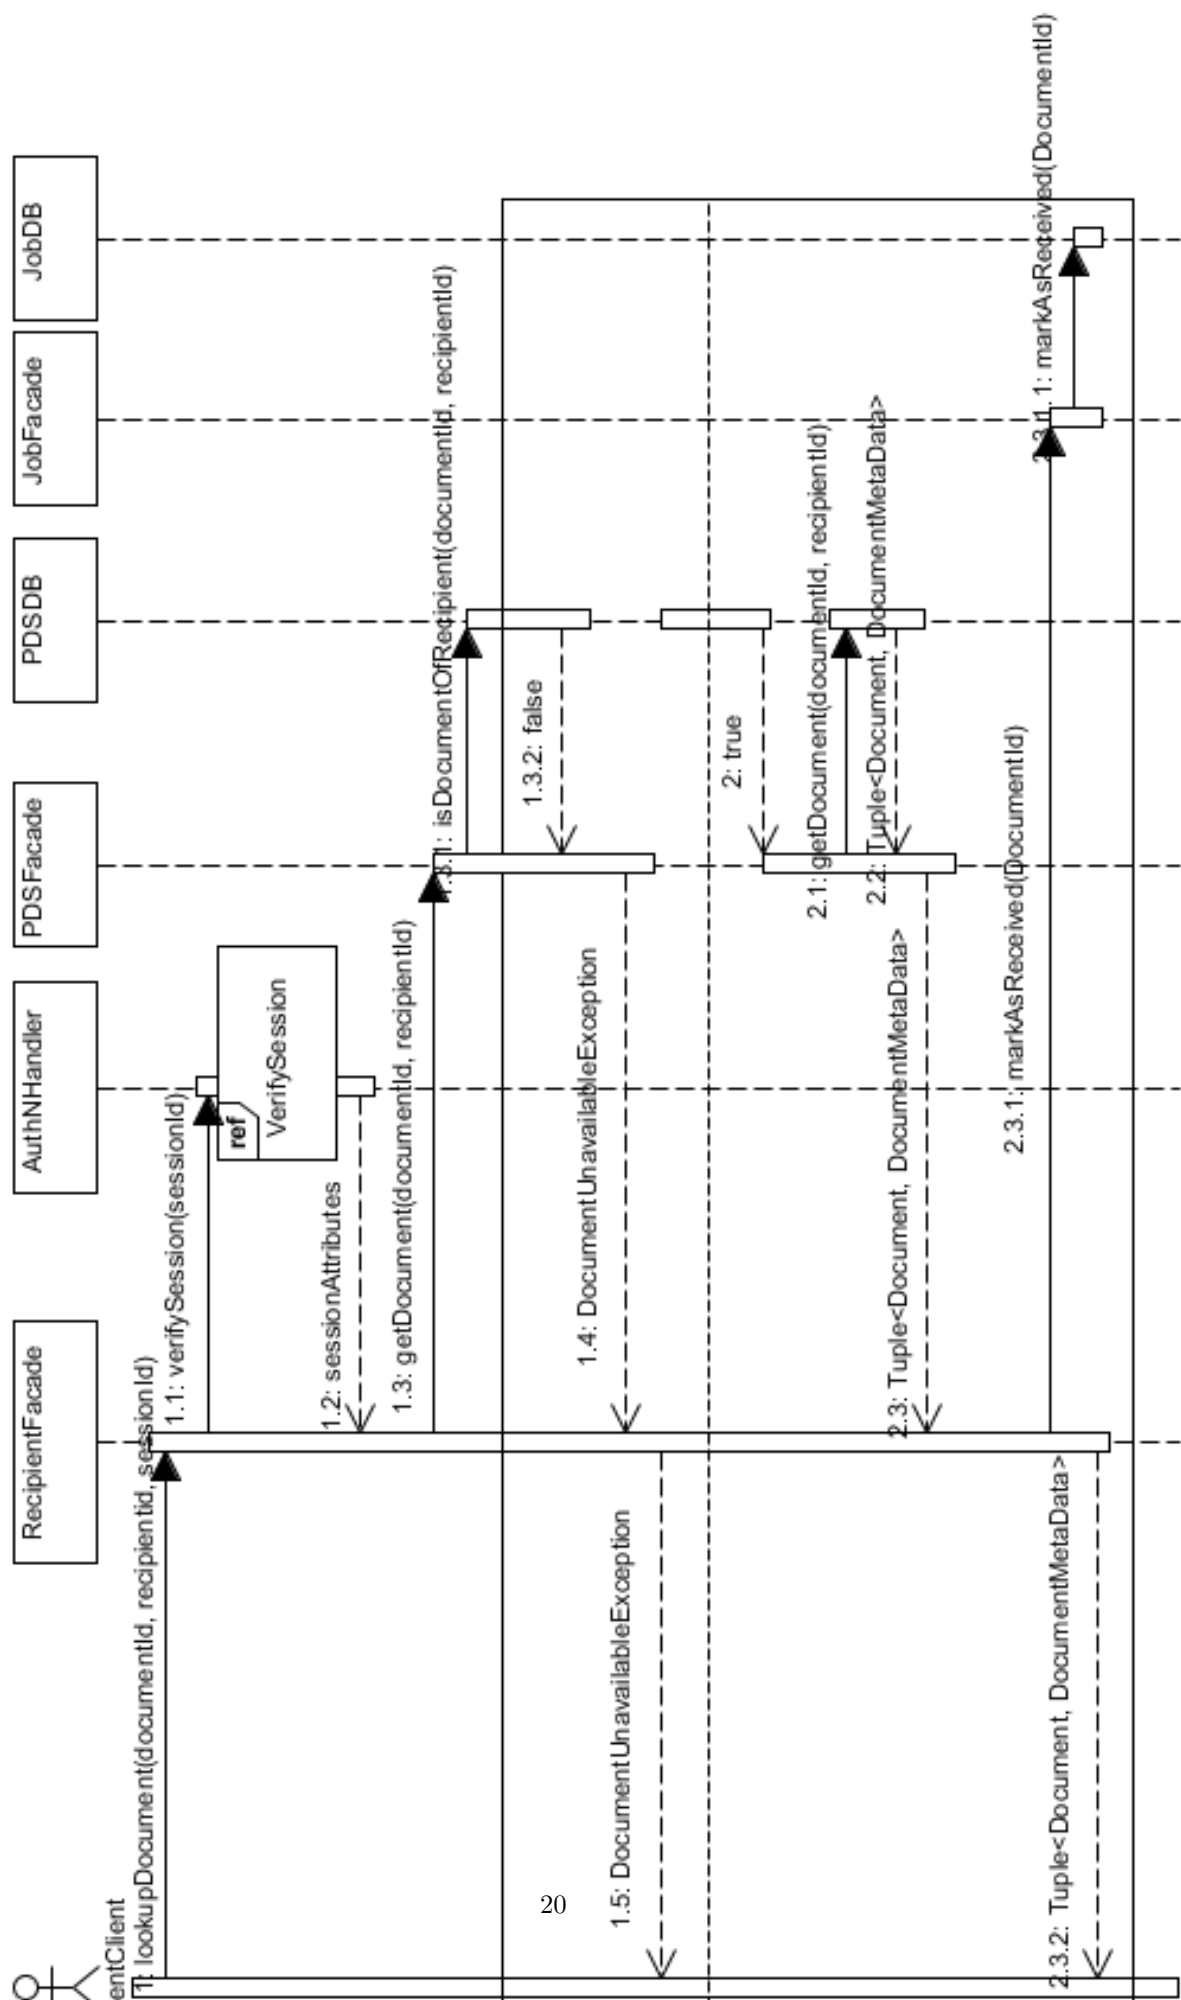 entClient
RecipientFacade
AuthNHandler
PDSFacade
PDSDB
JobFacade
JobDB
1: lookupDocument(documentId, recipientId, sessionId)
1.1: verifySession(sessionId)
ref
VerifySession
1.2: sessionAttributes
1.3: getDocument(documentId, recipientId)
1.3.1: isDocumentOfRecipient(documentId, recipientId)
1.3.2: false
1.4: DocumentUnavailableException
1.5: DocumentUnavailableException
2: true
2.1: getDocument(documentId, recipientId)
2.2: Tuple<Document, DocumentMetaData>
2.3: Tuple<Document, DocumentMetaData>
2.3.1: markAsReceived(DocumentId)
2.3.1.1: markAsReceived(DocumentId)
2.3.2: Tuple<Document, DocumentMetaData>
20